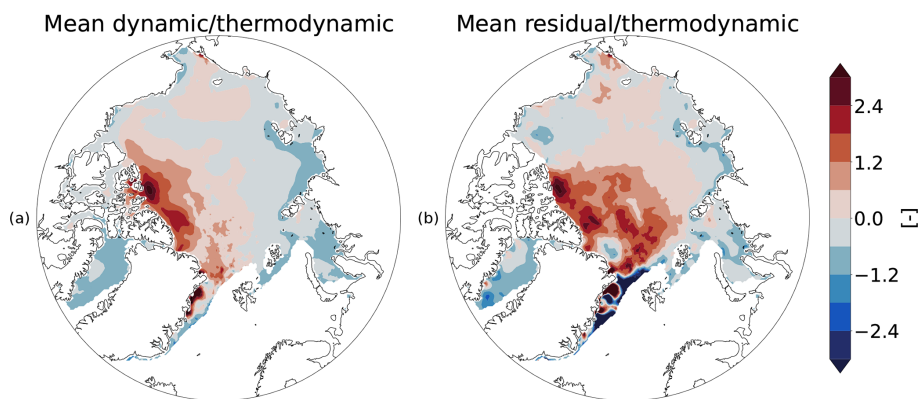 Mean dynamic/thermodynamic
Mean residual/thermodynamic
(a)
(b)
2.4
1.2
0.0
−1.2
−2.4
[-]